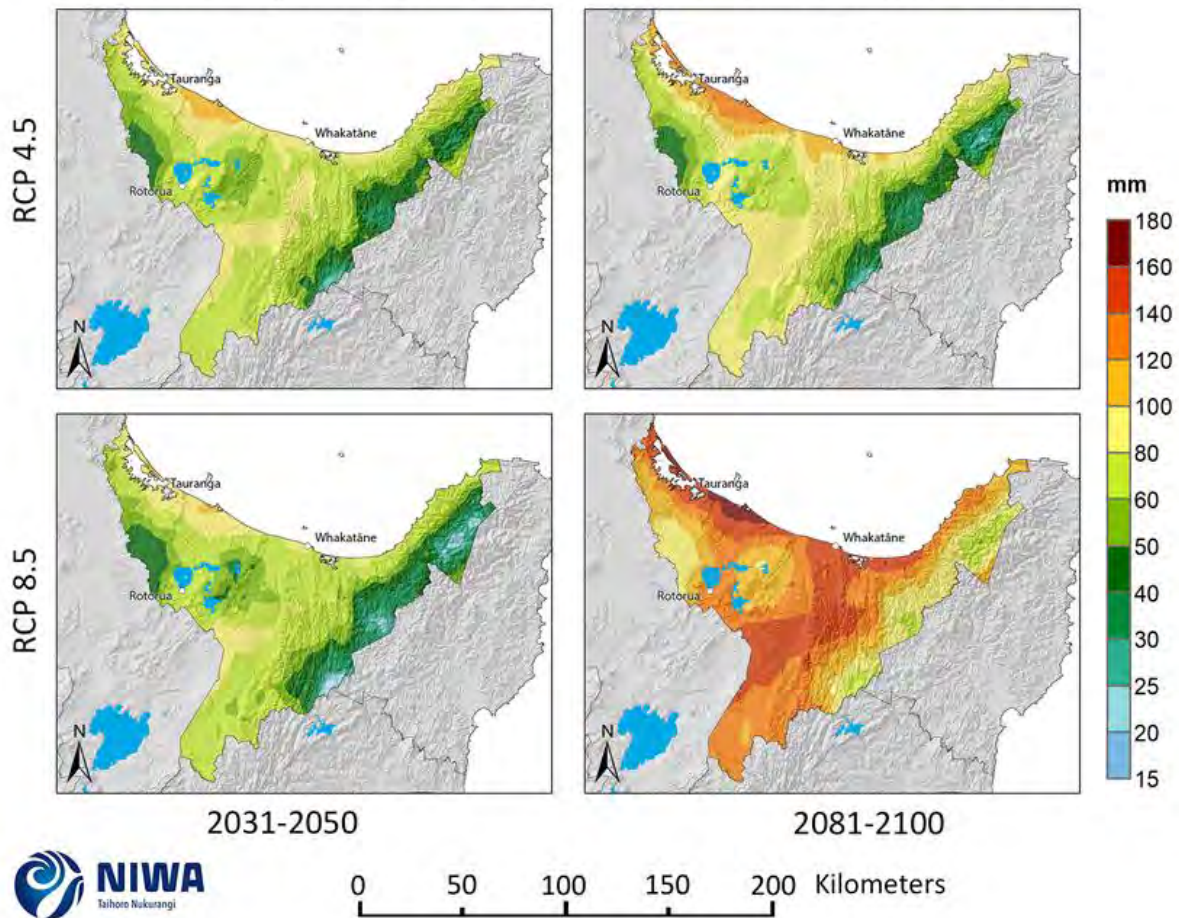 RCP 4.5
Tauranga
Whakatāne
Rotorua
N
Tauranga
Whakatāne
Rotorua
N
RCP 8.5
Tauranga
Whakatāne
Rotorua
N
Tauranga
Whakatāne
Rotorua
N
mm
180
160
140
120
100
80
60
50
40
30
25
20
15
2031-2050
2081-2100
NIWA
Taihoro Nukurangi
0 50 100 150 200 Kilometers